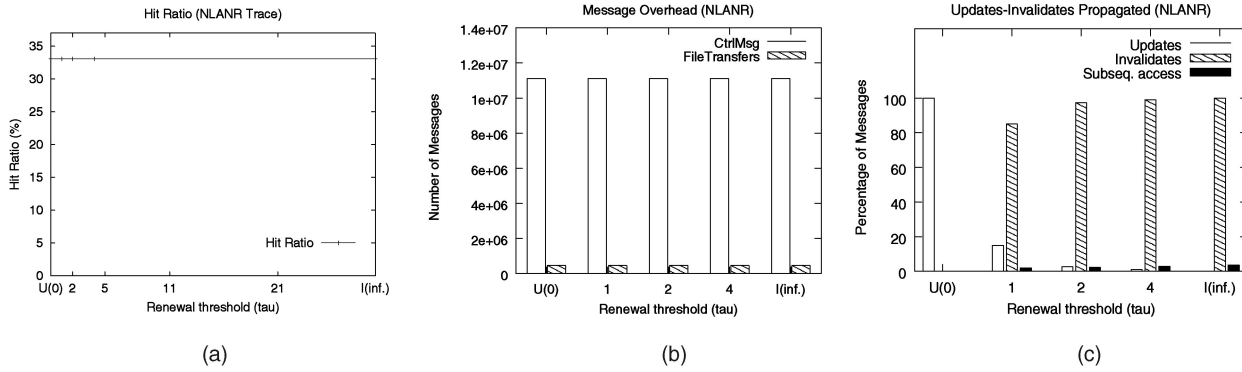 Hit Ratio (NLANR Trace)
Hit Ratio (%)
35
30
25
20
15
10
5
0
Hit Ratio
U(0) 2 5 11 21 I(inf.)
Renewal threshold (tau)
(a)
Message Overhead (NLANR)
Number of Messages
1.4e+07
1.2e+07
1e+07
8e+06
6e+06
4e+06
2e+06
0
CtrlMsg
FileTransfers
U(0) 1 2 4 I(inf.)
Renewal threshold (tau)
(b)
Updates-Invalidates Propagated (NLANR)
Percentage of Messages
100
80
60
40
20
0
Updates
Invalidates
Subseq. access
U(0) 1 2 4 I(inf.)
Renewal threshold (tau)
(c)